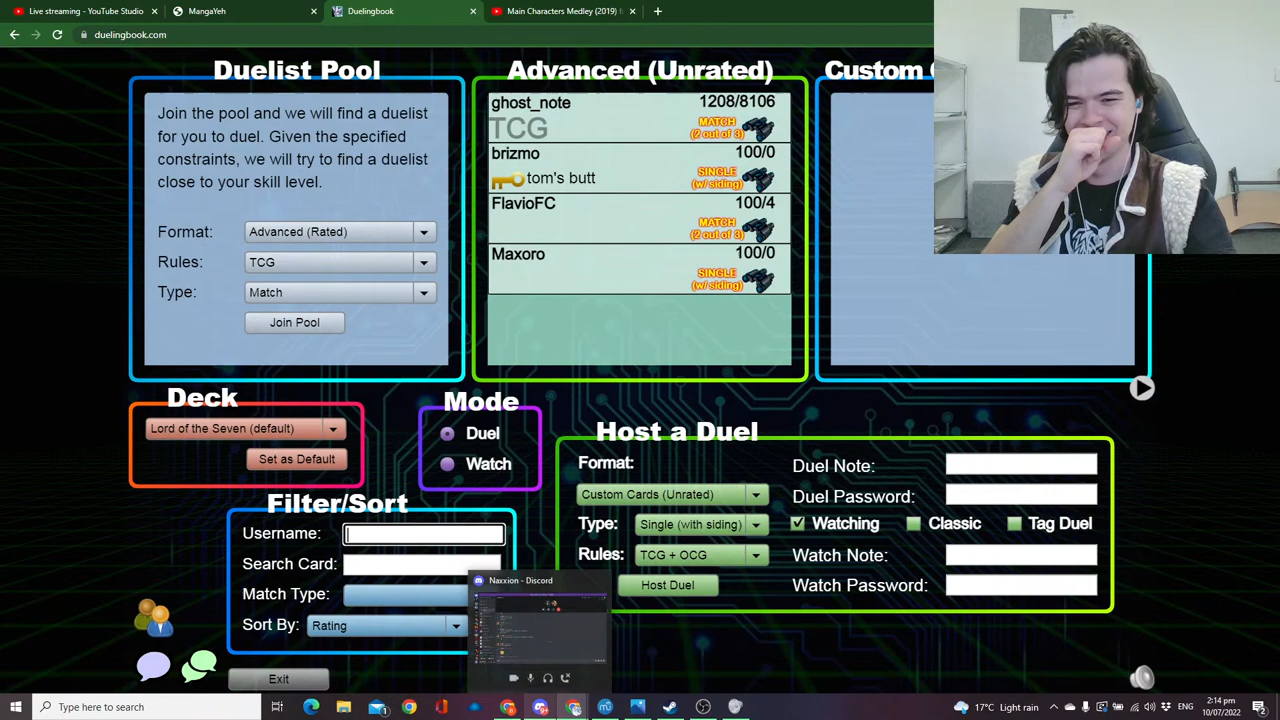 Live streaming - YouTube Studio
MangaYeh
Duelingbook
Main Characters Medley (2019) f
duelingbook.com
Duelist Pool
Join the pool and we will find a duelist
for you to duel. Given the specified
constraints, we will try to find a duelist
close to your skill level.
Format:
Advanced (Rated)
Rules:
TCG
Type:
Match
Join Pool
Advanced (Unrated)
ghost_note
1208/8106
TCG
MATCH
(2 out of 3)
brizmo
100/0
tom's butt
SINGLE
(w/ siding)
FlavioFC
100/4
MATCH
(2 out of 3)
Maxoro
100/0
SINGLE
(w/ siding)
Custom
Deck
Lord of the Seven (default)
Set as Default
Mode
Duel
Watch
Filter/Sort
Username:
Search Card:
Match Type:
Sort By:
Rating
Exit
Host a Duel
Format:
Custom Cards (Unrated)
Type:
Single (with siding)
Rules:
TCG + OCG
Host Duel
Duel Note:
Duel Password:
Watching
Classic
Tag Duel
Watch Note:
Watch Password:
Naxxion - Discord
Type here to search
17°C Light rain
ENG
2:14 pm
10/07/2022